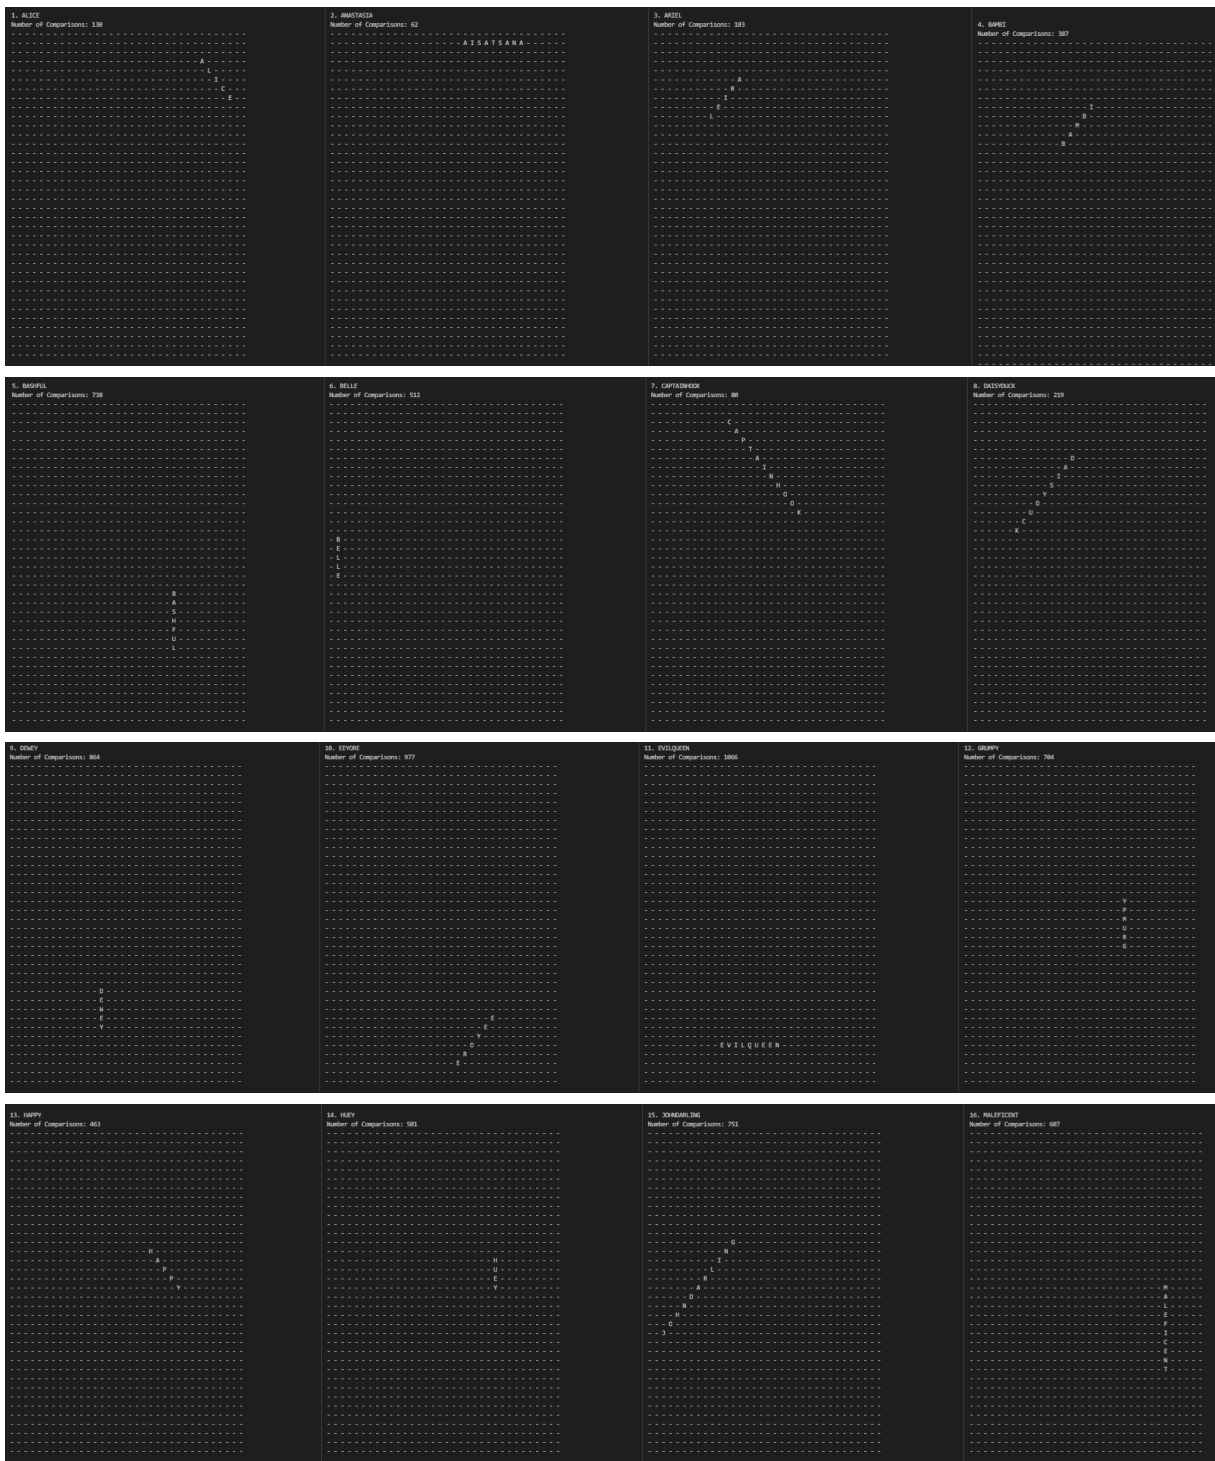 1. ALICE
Number of Comparisons: 130
A L I C E
2. ANASTASIA
Number of Comparisons: 62
A I S A T S A N A
3. ARIEL
Number of Comparisons: 183
A R I E L
4. BAMBI
Number of Comparisons: 387
I B M A B
5. BASHFUL
Number of Comparisons: 738
B A S H F U L
6. BELLE
Number of Comparisons: 512
B E L L E
7. CAPTAINHOOK
Number of Comparisons: 80
C A P T A I N H O O K
8. DAISYDUCK
Number of Comparisons: 219
D A I S Y D U C K
9. DEWEY
Number of Comparisons: 864
D E W E Y
10. EEYORE
Number of Comparisons: 977
E E Y O R E
11. EVILQUEEN
Number of Comparisons: 1066
E V I L Q U E E N
12. GRUMPY
Number of Comparisons: 704
Y P M U R G
13. HAPPY
Number of Comparisons: 463
H A P P Y
14. HUEY
Number of Comparisons: 501
H U E Y
15. JOHNDARLING
Number of Comparisons: 751
G N I L R A D N H O J
16. MALEFICENT
Number of Comparisons: 607
M A L E F I C E N T